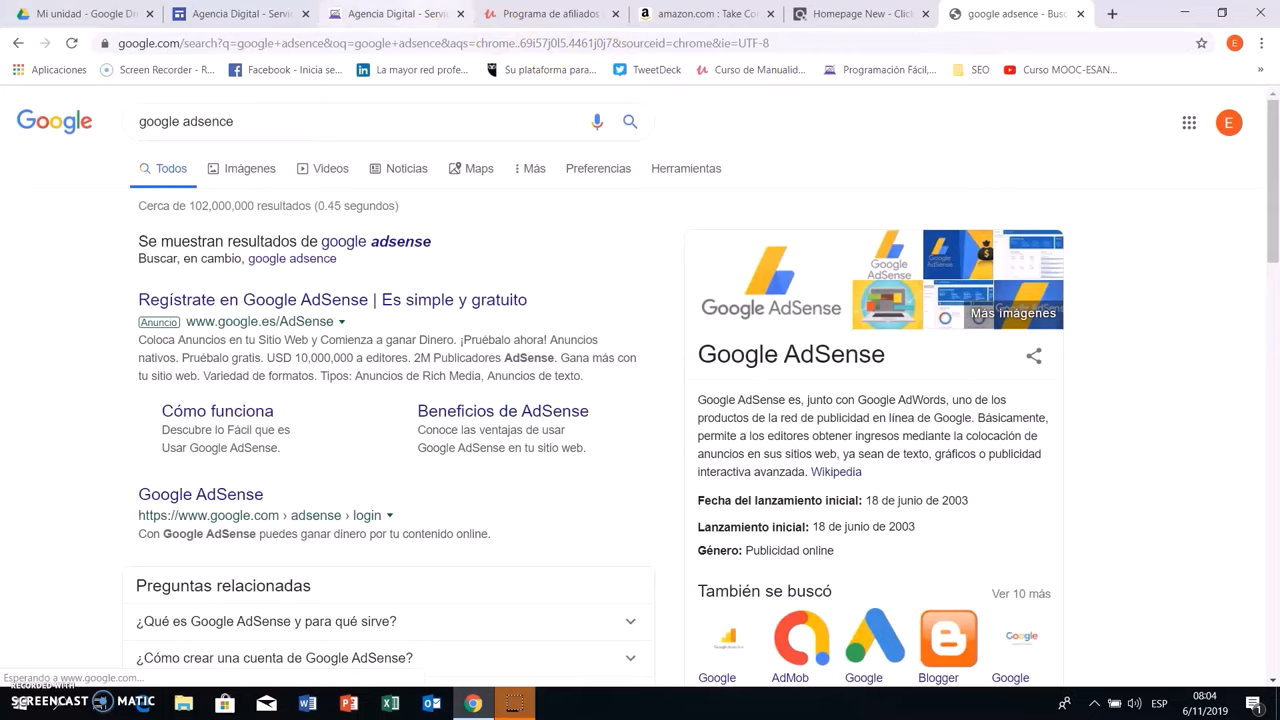 Google D
Google Adsense - Servi
Google Adsense - Servi
Programa de afiliados
amazon.com : Take Co
Homepage New - Click
google adsence - Bus
google.com/search?q=google+adsence&oq=google+adsence&aqs=chrome..69i57j0l5.4461j0j7&sourceid=chrome&ie=UTF-8
Aplicaciones
Screen Recorder - R...
Facebook - Inicia se...
La mayor red profe...
Su plataforma para...
TweetDeck
Curso de Manualid...
Programación Fácil,...
SEO
Curso MOOC-ESAN...
Google
google adsence
E
Todos
Imágenes
Videos
Noticias
Maps
Más
Preferencias
Herramientas
Cerca de 102,000,000 resultados (0.45 segundos)
Se muestran resultados de google adsense
Buscar, en cambio, google adsence
Regístrate en Google AdSense | Es simple y gratuito
Anuncio www.google.es/AdSense
Coloca Anuncios en tu Sitio Web y Comienza a ganar Dinero. ¡Pruébalo ahora! Anuncios
nativos. Pruébalo gratis. USD 10,000,000 a editores. 2M Publicadores AdSense. Gana más con
tu sitio web. Variedad de formatos. Tipos: Anuncios de Rich Media, Anuncios de texto.
Cómo funciona
Descubre lo Fácil que es
Usar Google AdSense.
Beneficios de AdSense
Conoce las ventajas de usar
Google AdSense en tu sitio web.
Google AdSense
https://www.google.com › adsense › login
Con Google AdSense puedes ganar dinero por tu contenido online.
Preguntas relacionadas
¿Qué es Google AdSense y para qué sirve?
¿Cómo crear una cuenta de Google AdSense?
Google AdSense
Google
AdSense
Más imágenes
Google AdSense
Google AdSense es, junto con Google AdWords, uno de los
productos de la red de publicidad en línea de Google. Básicamente,
permite a los editores obtener ingresos mediante la colocación de
anuncios en sus sitios web, ya sean de texto, gráficos o publicidad
interactiva avanzada. Wikipedia
Fecha del lanzamiento inicial: 18 de junio de 2003
Lanzamiento inicial: 18 de junio de 2003
Género: Publicidad online
También se buscó
Ver 10 más
Google
Google
AdMob
Google
Blogger
Google
Esperando a www.google.com...
RECORDED WITH
SCREENCAST MATIC
ESP
08:04
6/11/2019